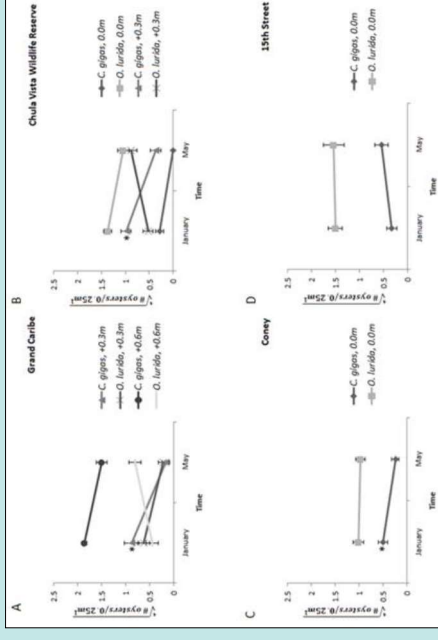 A
Grand Caribe
2.5
2
1.5
1
0.5
0
√# oysters/0.25m²
January
May
Time
C. gigas, +0.3m
O. lurida, +0.3m
C. gigas, +0.6m
O. lurida, +0.6m
*
B
Chula Vista Wildlife Reserve
2.5
2
1.5
1
0.5
0
√# oysters/0.25m²
January
May
Time
C. gigas, 0.0m
O. lurida, 0.0m
C. gigas, +0.3m
O. lurida, +0.3m
*
C
Coney
2.5
2
1.5
1
0.5
0
√# oysters/0.25m²
January
May
Time
C. gigas, 0.0m
O. lurida, 0.0m
*
D
15th Street
2.5
2
1.5
1
0.5
0
√# oysters/0.25m²
January
May
Time
C. gigas, 0.0m
O. lurida, 0.0m